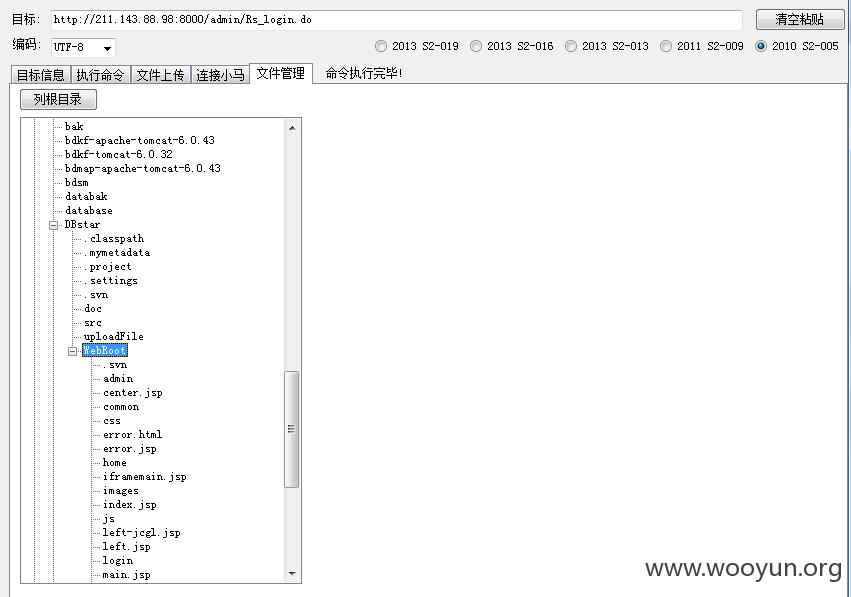 目标: http://211.143.88.98:8000/admin/Rs_login.do 清空粘贴
编码: UTF-8 2013 S2-019 2013 S2-016 2013 S2-013 2011 S2-009 2010 S2-005
目标信息 执行命令 文件上传 连接小马 文件管理 命令执行完毕!
列根目录
bak
bdkf-apache-tomcat-6.0.43
bdkf-tomcat-6.0.32
bdmap-apache-tomcat-6.0.43
bdsm
databak
database
DBstar
.classpath
.mymetadata
.project
.settings
.svn
doc
src
uploadFile
WebRoot
.svn
admin
center.jsp
common
css
error.html
error.jsp
home
iframemain.jsp
images
index.jsp
js
left-jcgl.jsp
left.jsp
login
main.jsp
www.wooyun.org